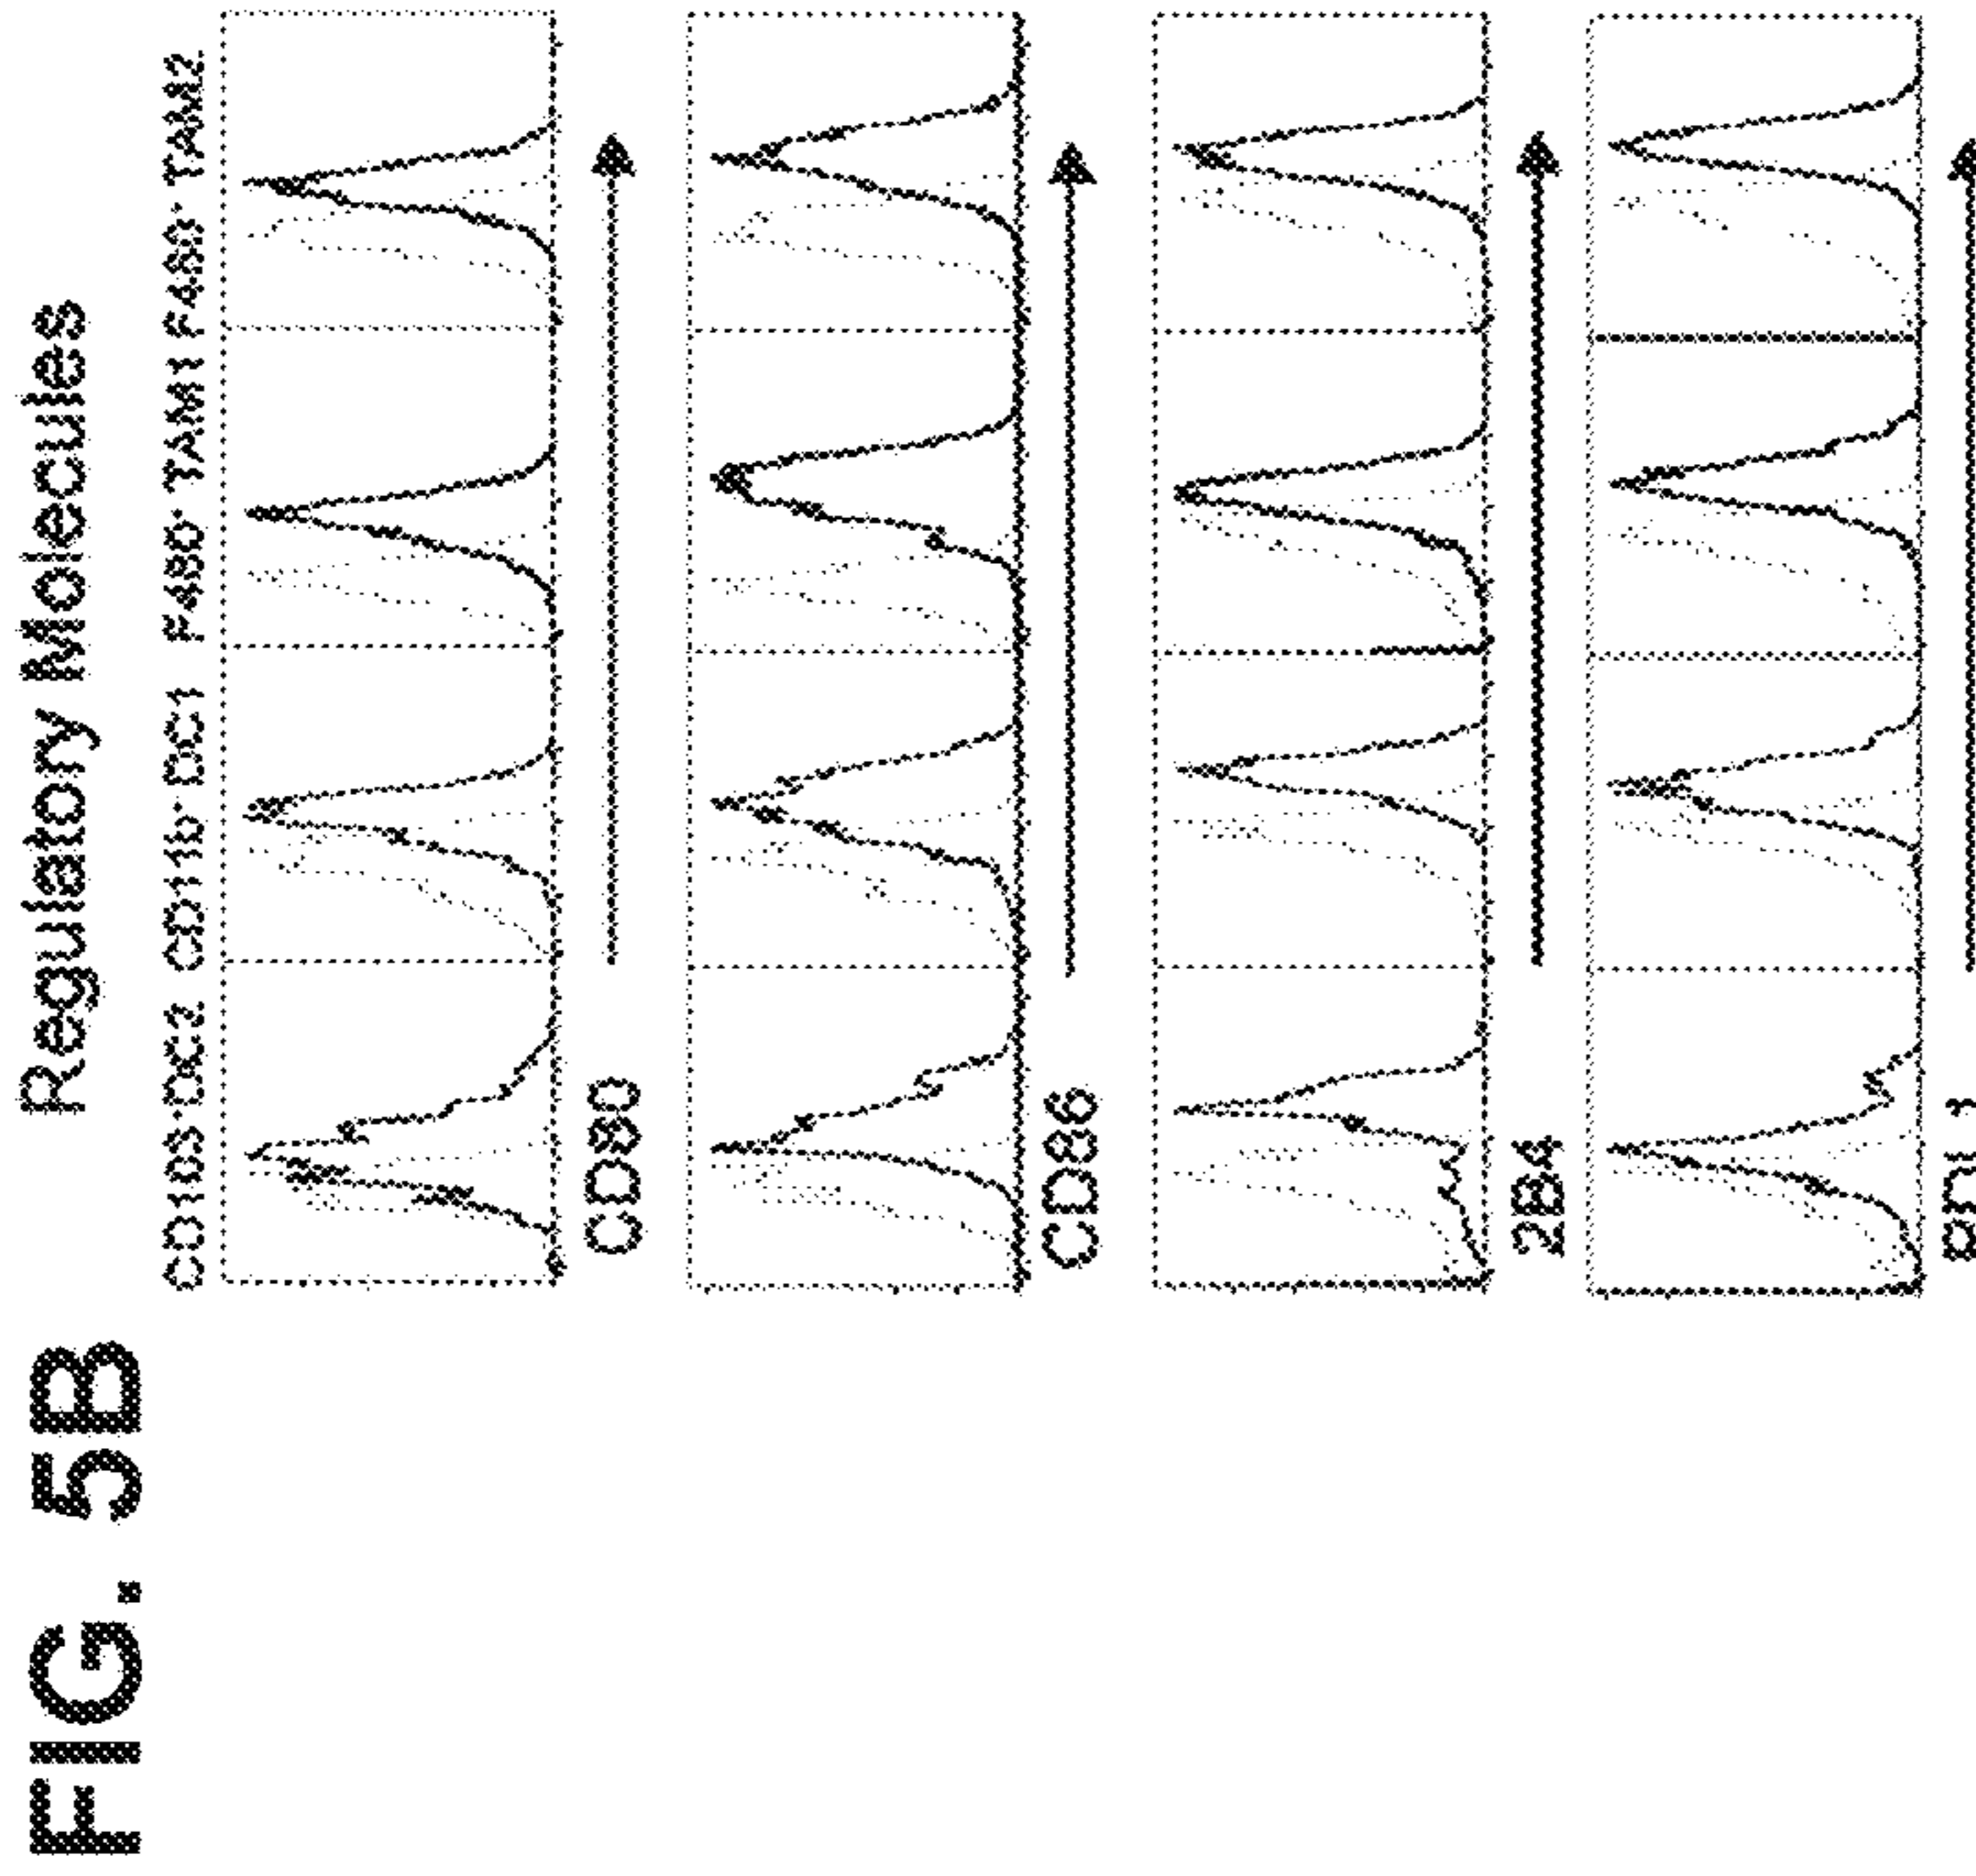 FIG. 5B
Regulatory Molecules
CD103+ DC2 CD11b+ DC1 F480+ TAM1 F480+ TAM2
CD80
CD86
2B4